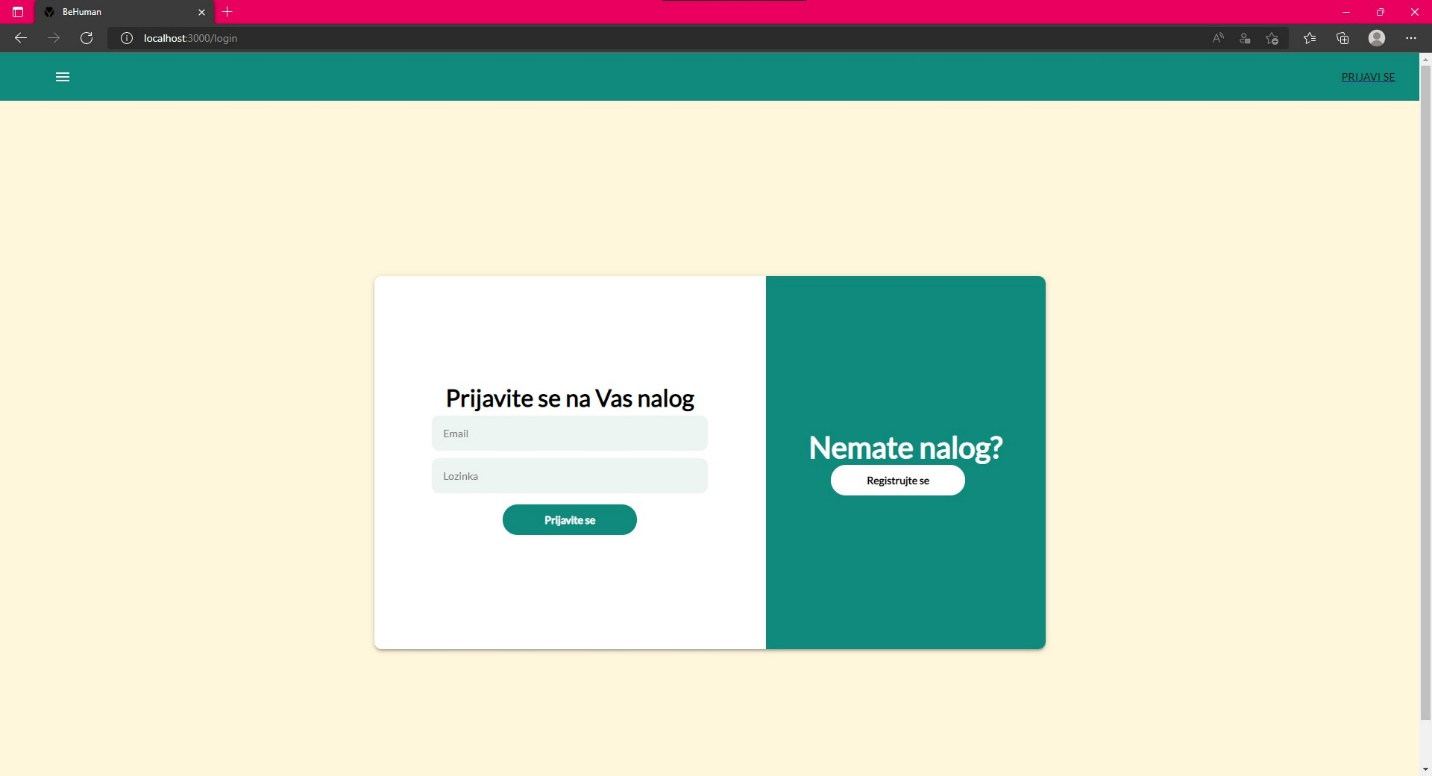 BeHuman
localhost:3000/login
PRIJAVI SE
Prijavite se na Vas nalog
Email
Lozinka
Prijavite se
Nemate nalog?
Registrujte se